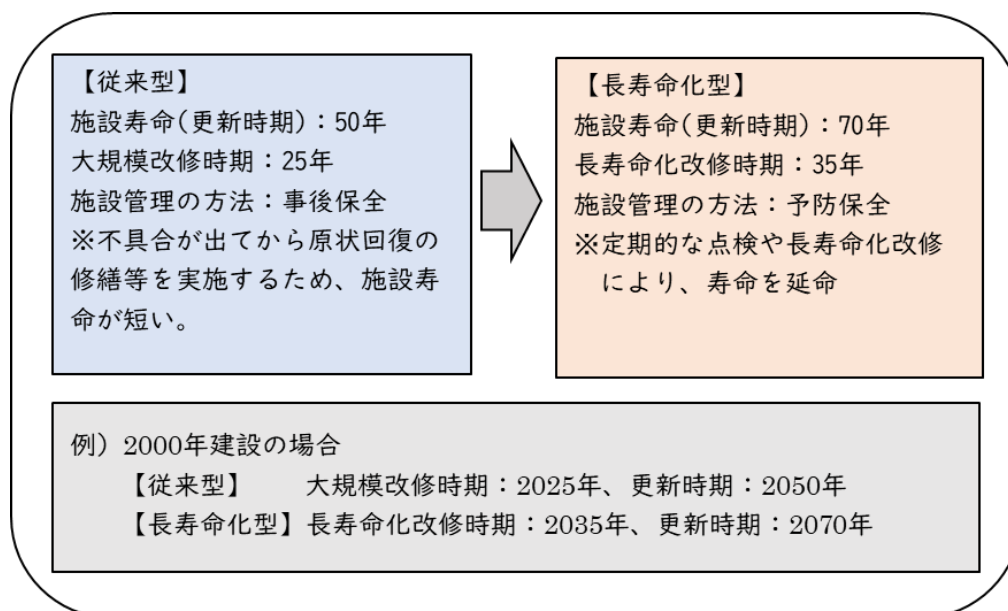 【従来型】
施設寿命(更新時期)：50年
大規模改修時期：25年
施設管理の方法：事後保全
※不具合が出てから原状回復の
修繕等を実施するため、施設寿
命が短い。
【長寿命化型】
施設寿命(更新時期)：70年
長寿命化改修時期：35年
施設管理の方法：予防保全
※定期的な点検や長寿命化改修
により、寿命を延命
例）2000年建設の場合
【従来型】　　大規模改修時期：2025年、更新時期：2050年
【長寿命化型】長寿命化改修時期：2035年、更新時期：2070年